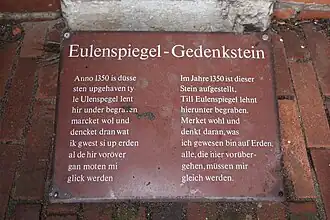 Eulenspiegel-Gedenkstein
Anno 1350 is düsse
sten upgehaven ty
le Ulenspegel lent
hir under begraben
marcket wol und
dencket dran wat
ik gwest si up erden
al de hir voröver
gan moten mi
glick werden
Im Jahre 1350 ist dieser
Stein aufgestellt,
Till Eulenspiegel lehnt
hierunter begraben.
Merket wohl und
denkt daran, was
ich gewesen bin auf Erden.
alle, die hier vorüber-
gehen, müssen mir
gleich werden.